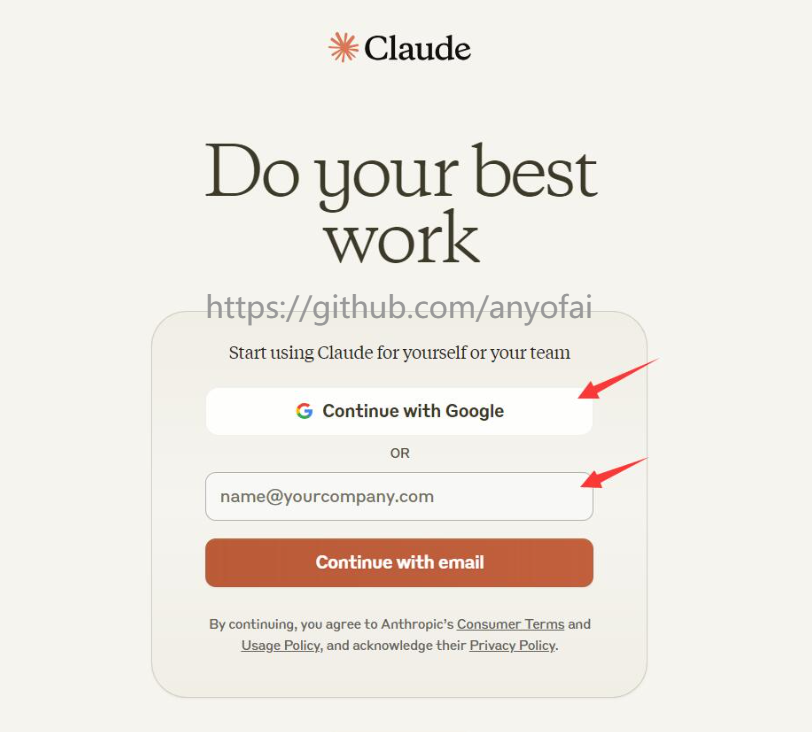 Claude
Do your best
work
https://github.com/anyofai
Start using Claude for yourself or your team
Continue with Google
OR
name@yourcompany.com
Continue with email
By continuing, you agree to Anthropic's Consumer Terms and
Usage Policy, and acknowledge their Privacy Policy.